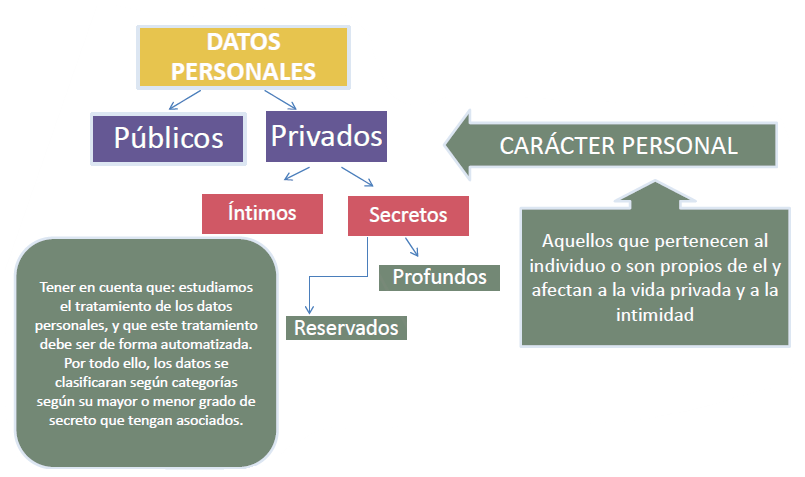 DATOS
PERSONALES
Públicos
Privados
CARÁCTER PERSONAL
Íntimos
Secretos
Aquellos que pertenecen al
individuo o son propios de el y
afectan a la vida privada y a la
intimidad
Profundos
Reservados
Tener en cuenta que: estudiamos
el tratamiento de los datos
personales, y que este tratamiento
debe ser de forma automatizada.
Por todo ello, los datos se
clasificaran según categorías
según su mayor o menor grado de
secreto que tengan asociados.